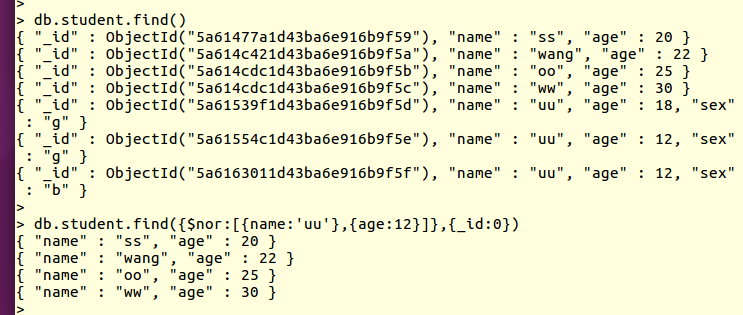 >
> db.student.find()
{ "_id" : ObjectId("5a61477a1d43ba6e916b9f59"), "name" : "ss", "age" : 20 }
{ "_id" : ObjectId("5a614c421d43ba6e916b9f5a"), "name" : "wang", "age" : 22 }
{ "_id" : ObjectId("5a614cdc1d43ba6e916b9f5b"), "name" : "oo", "age" : 25 }
{ "_id" : ObjectId("5a614cdc1d43ba6e916b9f5c"), "name" : "ww", "age" : 30 }
{ "_id" : ObjectId("5a61539f1d43ba6e916b9f5d"), "name" : "uu", "age" : 18, "sex"
 : "g" }
{ "_id" : ObjectId("5a61554c1d43ba6e916b9f5e"), "name" : "uu", "age" : 12, "sex"
 : "g" }
{ "_id" : ObjectId("5a6163011d43ba6e916b9f5f"), "name" : "uu", "age" : 12, "sex"
 : "b" }
>
> db.student.find({$nor:[{name:'uu'},{age:12}]},{_id:0})
{ "name" : "ss", "age" : 20 }
{ "name" : "wang", "age" : 22 }
{ "name" : "oo", "age" : 25 }
{ "name" : "ww", "age" : 30 }
>